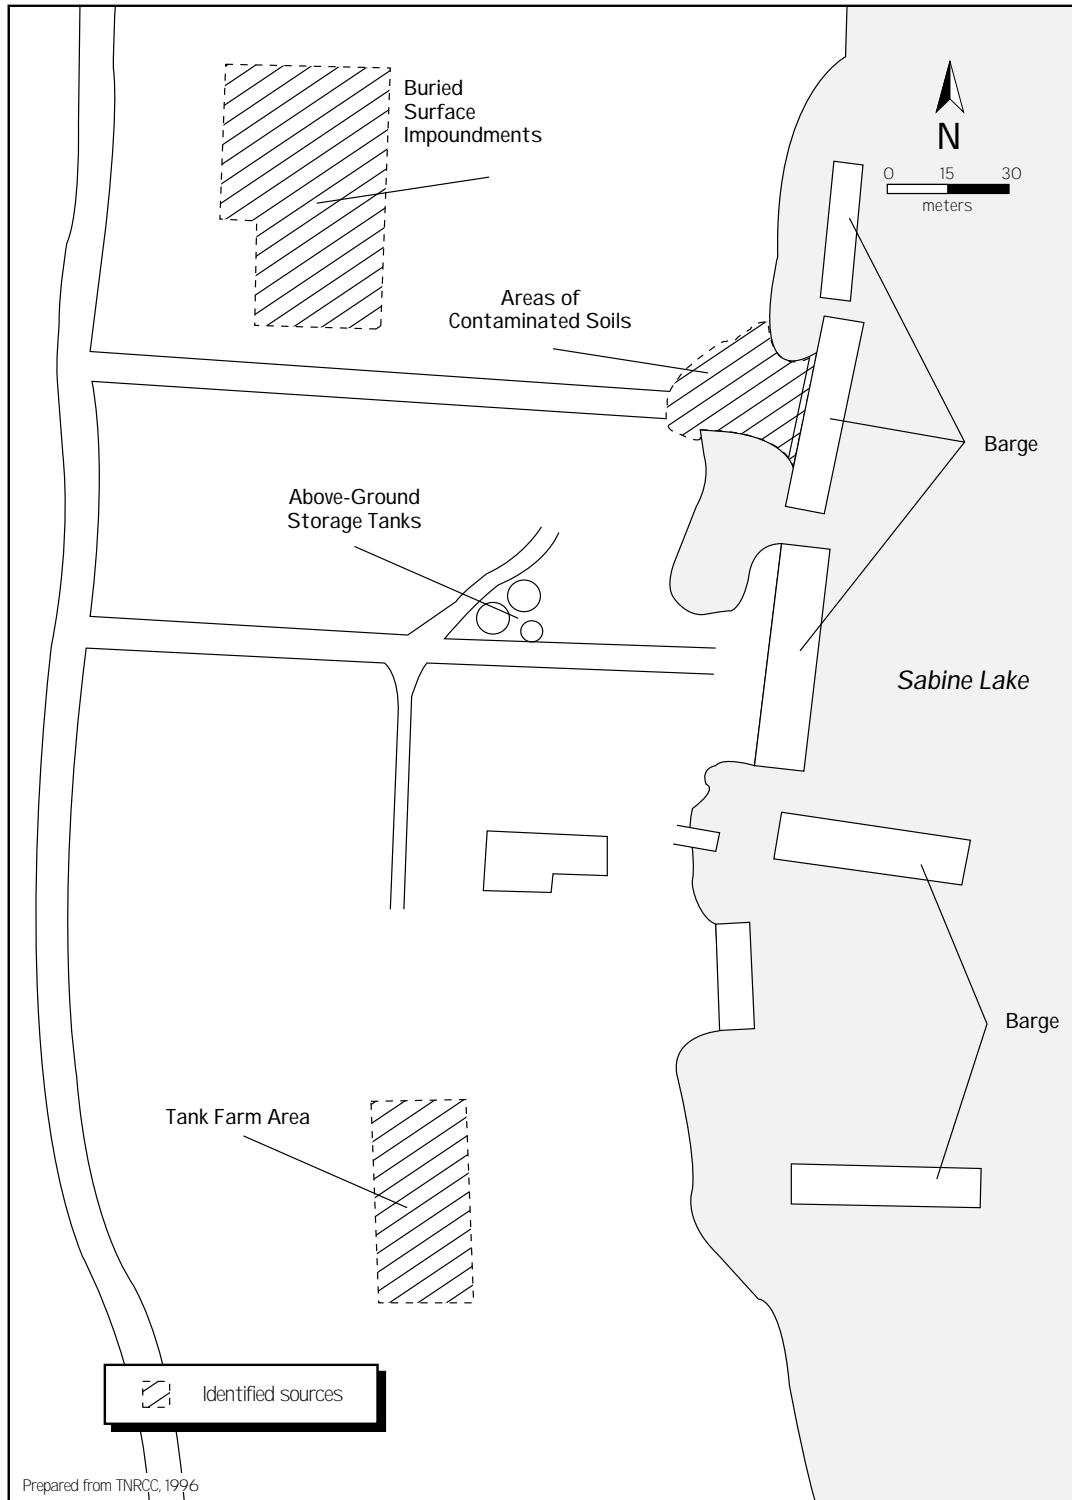 Buried
Surface
Impoundments
N
0 15 30
meters
Areas of
Contaminated Soils
Barge
Above-Ground
Storage Tanks
Sabine Lake
Barge
Tank Farm Area
Identified sources
Prepared from TNRCC, 1996